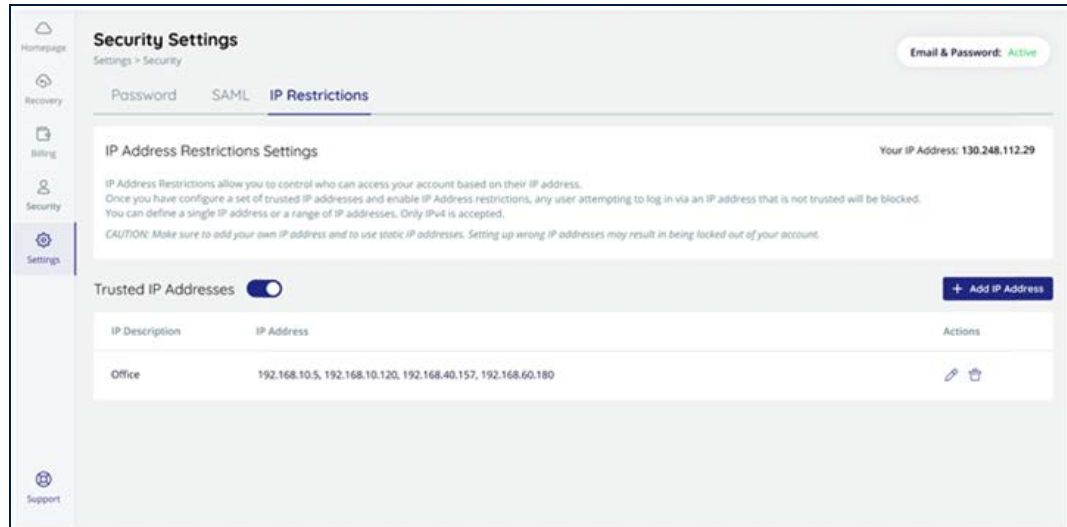 Homepage
Recovery
Billing
Security
Settings
Support
Security Settings
Settings > Security
Email & Password: Active
Password SAML IP Restrictions
IP Address Restrictions Settings
Your IP Address: 130.248.112.29
IP Address Restrictions allow you to control who can access your account based on their IP address.
Once you have configure a set of trusted IP addresses and enable IP Address restrictions, any user attempting to log in via an IP address that is not trusted will be blocked.
You can define a single IP address or a range of IP addresses. Only IPv4 is accepted.
CAUTION: Make sure to add your own IP address and to use static IP addresses. Setting up wrong IP addresses may result in being locked out of your account.
Trusted IP Addresses
+ Add IP Address
IP Description IP Address Actions
Office 192.168.10.5, 192.168.10.120, 192.168.40.157, 192.168.60.180